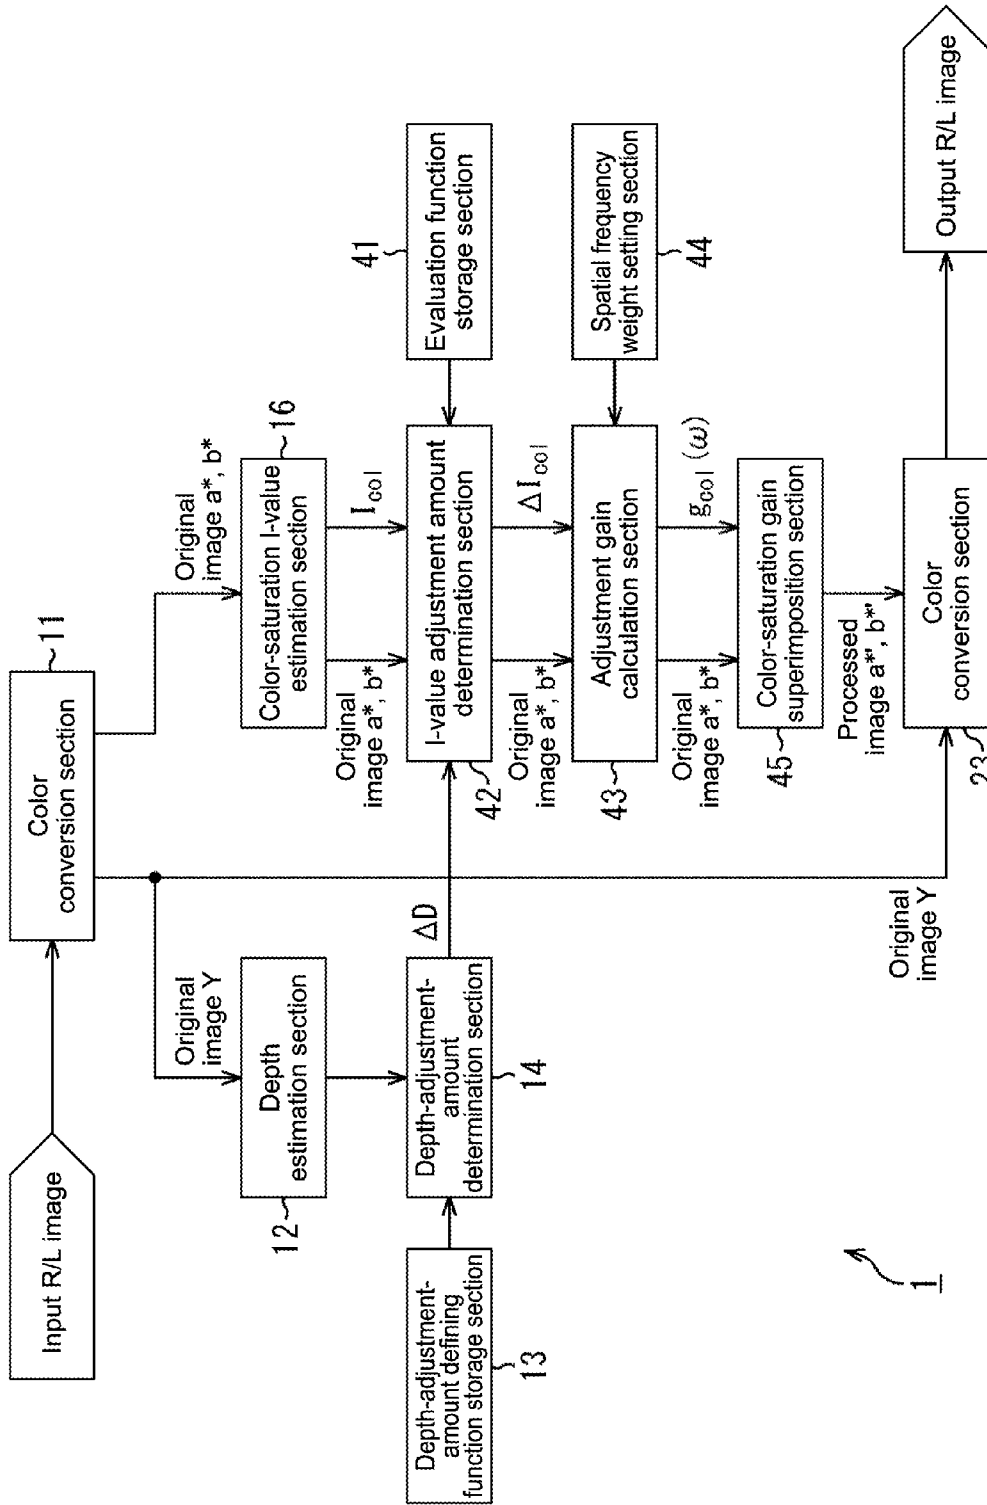 Input R/L image
Color
conversion section
11
Original
image Y
Original
image a*, b*
Depth
estimation section
12
Color-saturation I-value
estimation section
16
Original
image a*, b*
Icol
Depth-adjustment-
amount defining
function storage section
13
Depth-adjustment-
amount
determination section
14
ΔD
I-value adjustment amount
determination section
42
Evaluation function
storage section
41
Original
image a*, b*
ΔIcol
Adjustment gain
calculation section
43
Spatial frequency
weight setting section
44
Original
image a*, b*
gcol (ω)
Color-saturation gain
superimposition section
45
Processed
image a*', b*'
Original
image Y
Color
conversion section
23
Output R/L image
1